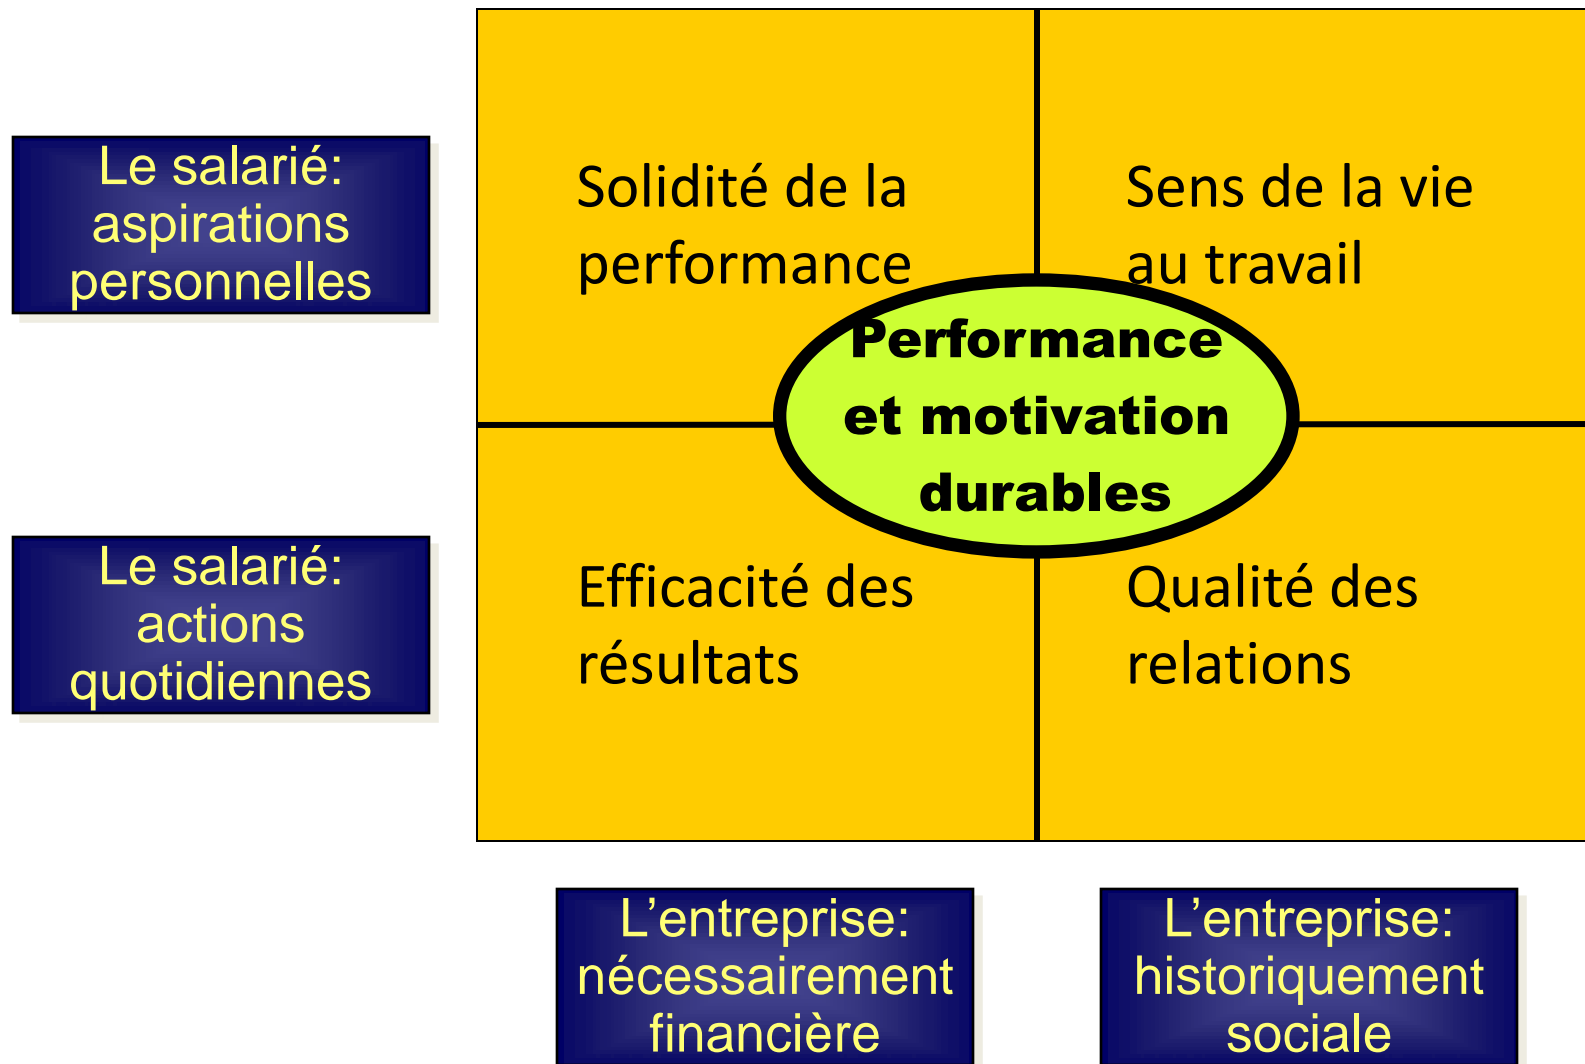 Le salarié:
aspirations
personnelles
Solidité de la
performance
Sens de la vie
au travail
Performance
et motivation
durables
Le salarié:
actions
quotidiennes
Efficacité des
résultats
Qualité des
relations
L’entreprise:
nécessairement
financière
L’entreprise:
historiquement
sociale